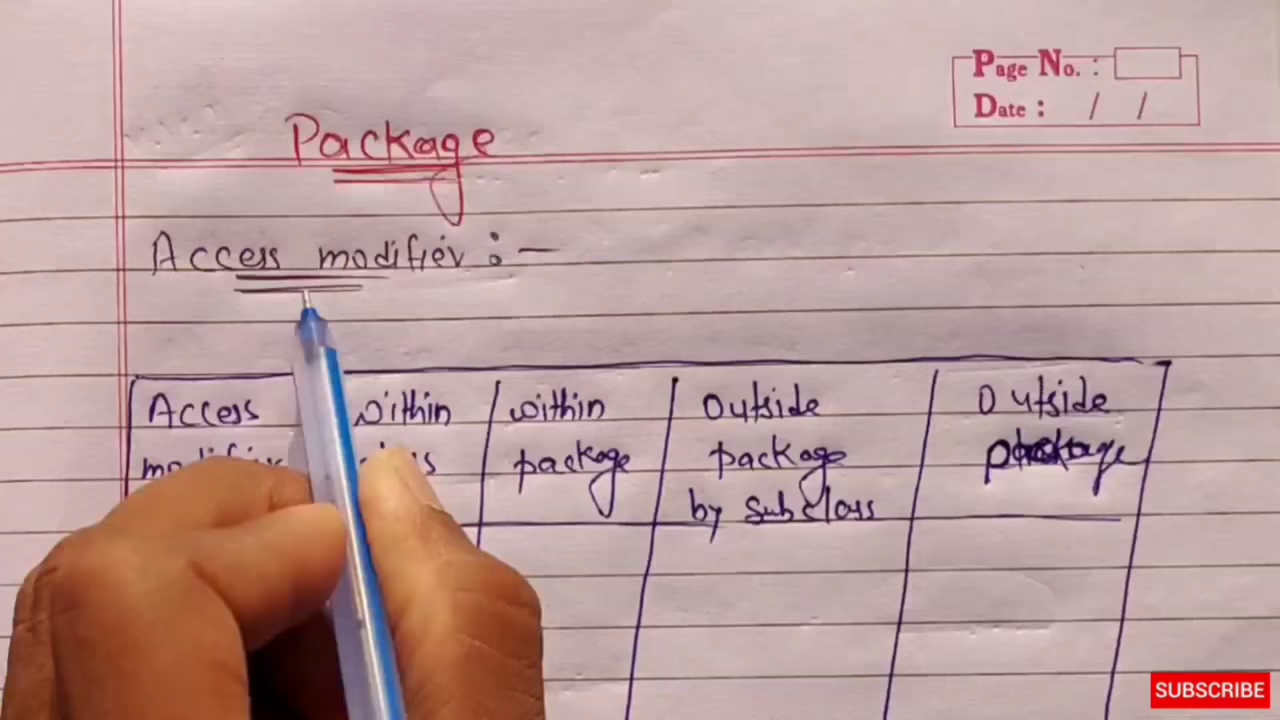 Page No. :
Date : / /
Package
Access modifier : -
Access within within Outside Outside
package package package
by subclass
SUBSCRIBE